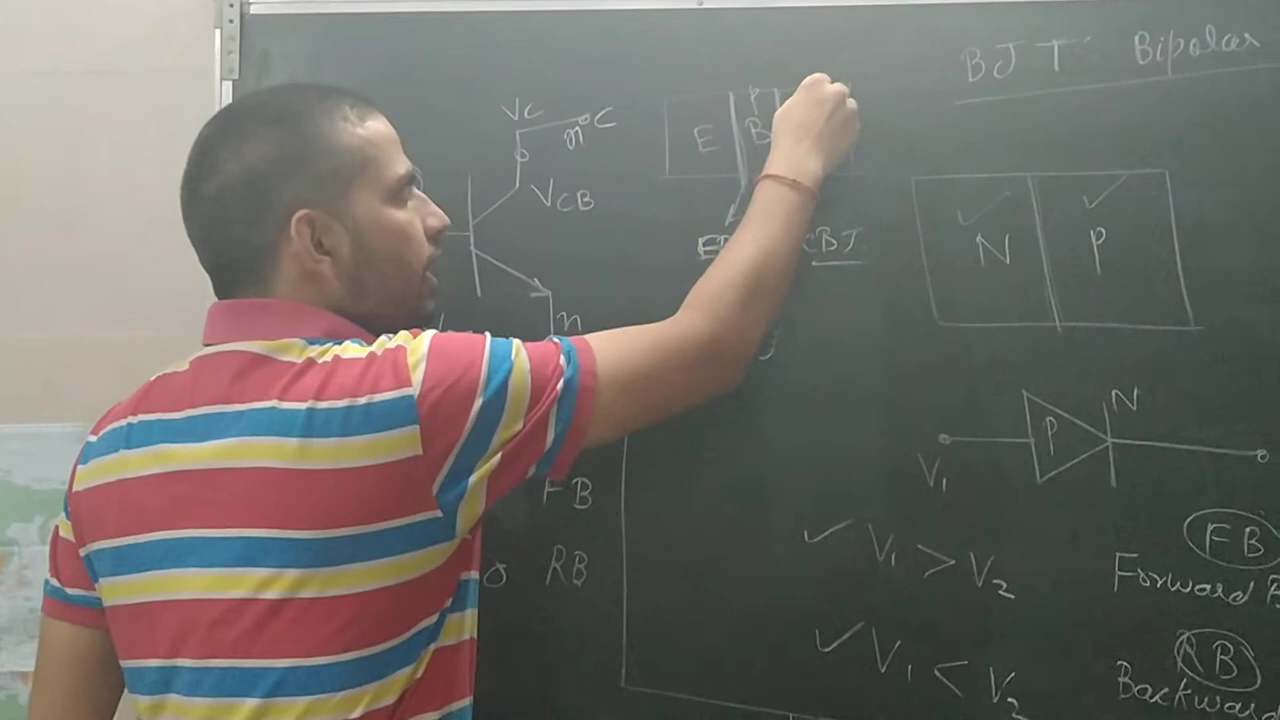 BJT Bipolar
VC
C
n
VCB
n
P
E B
CBJ
N P
P N
V1
FB
RB
V1 > V2
FB
Forward
V1 < V2
RB
Backward